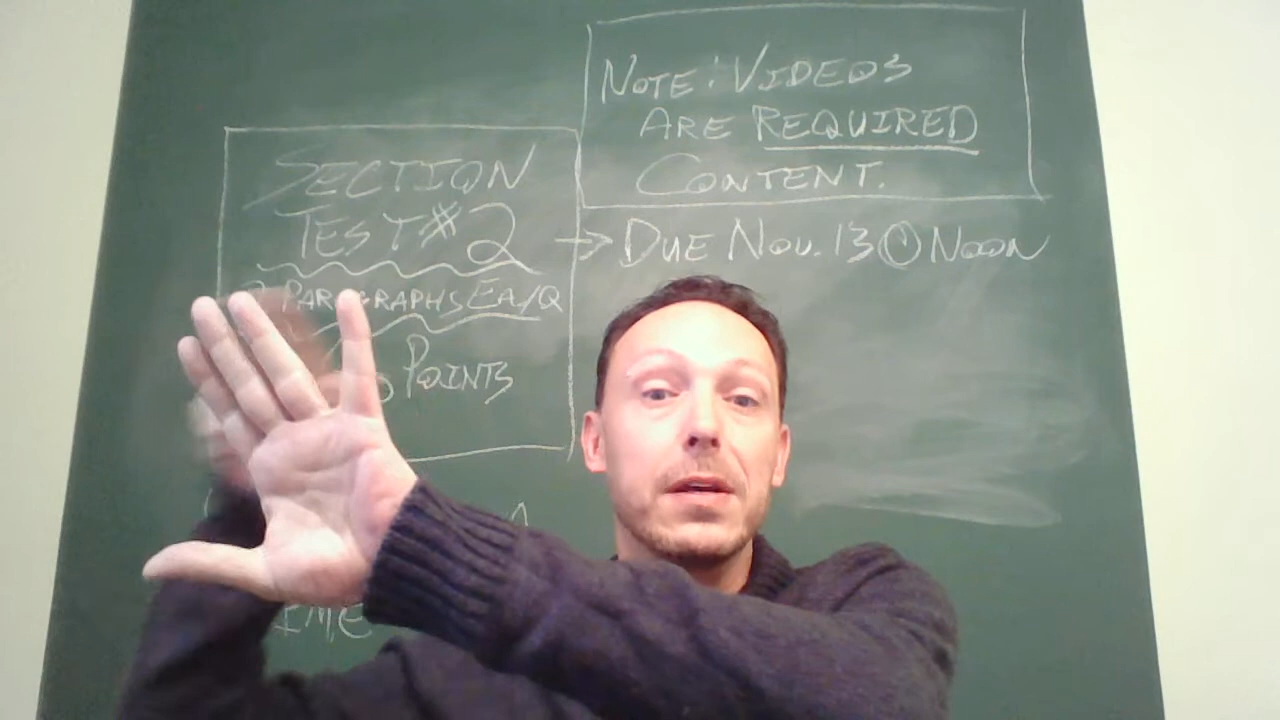 NOTE: VIDEOS
ARE REQUIRED
CONTENT.
SECTION
TEST #2
→ DUE NOV. 13 @ NOON
PARAGRAPHS EA/Q
POINTS